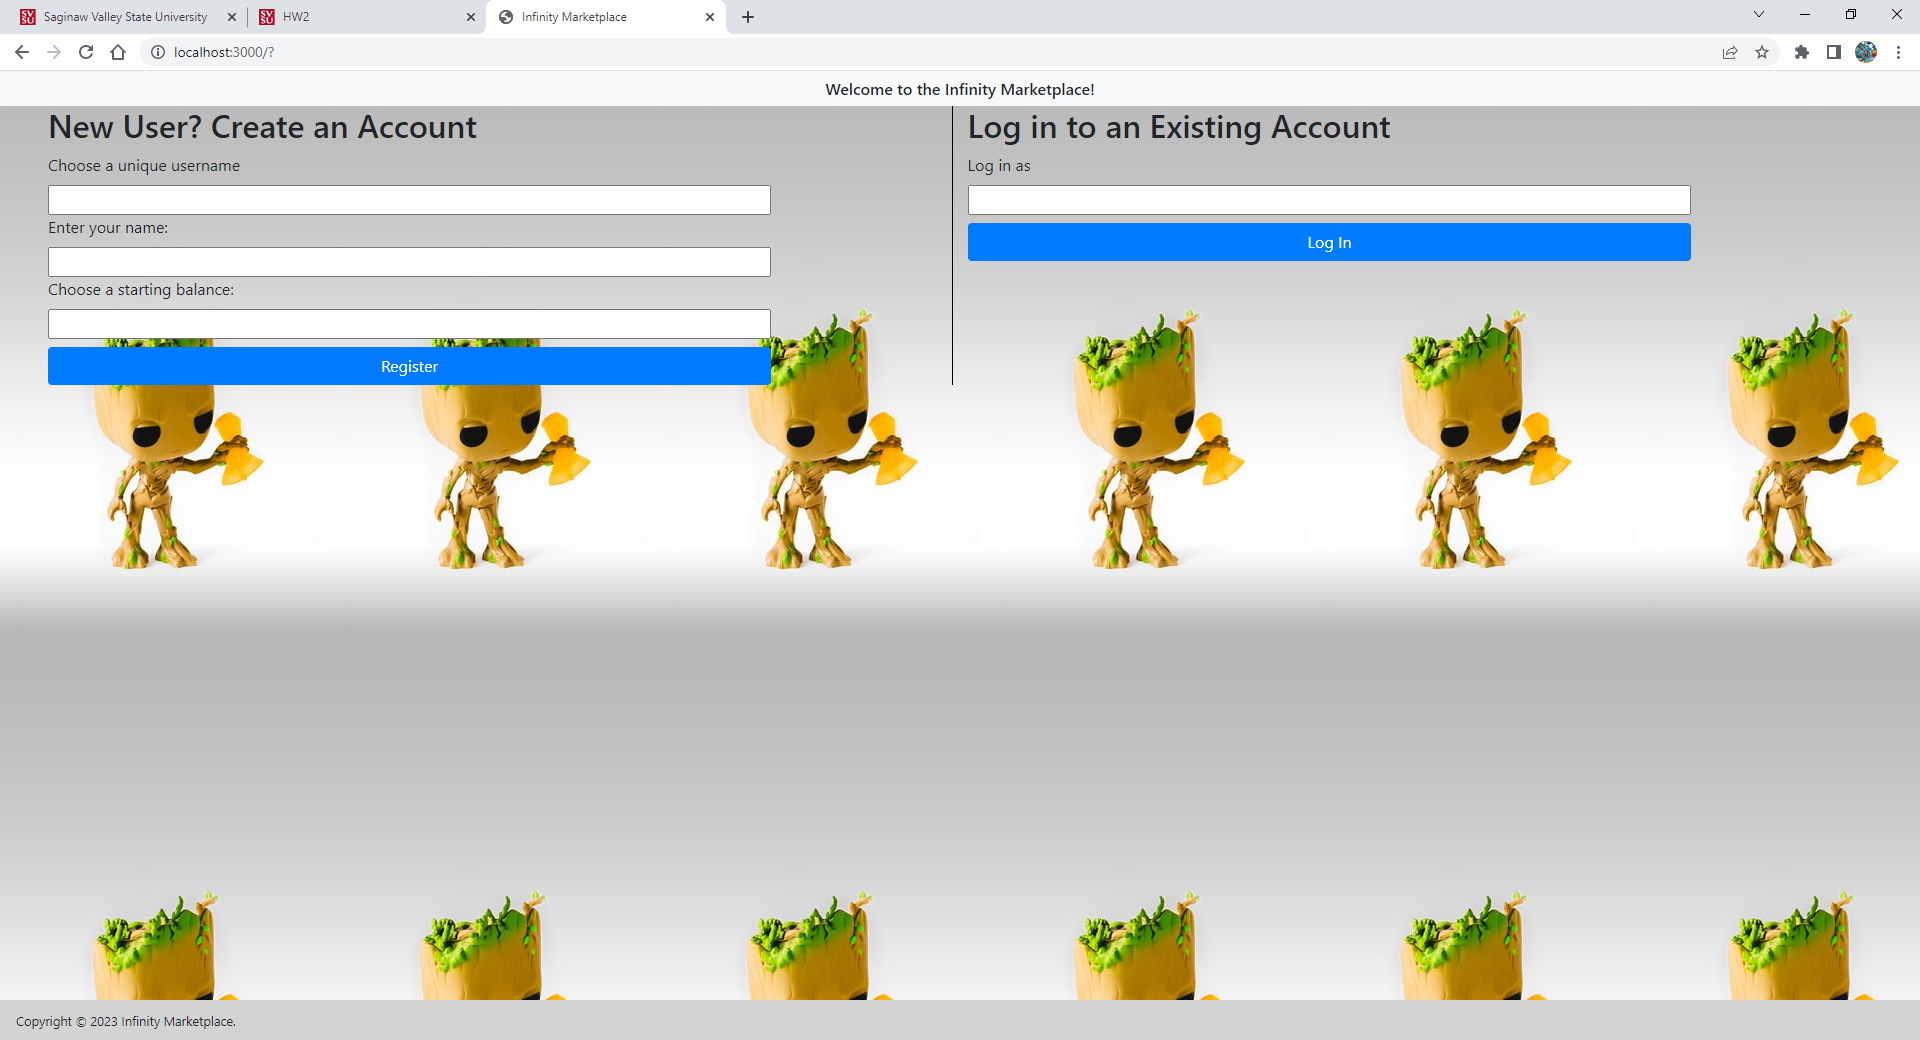 Saginaw Valley State University
HW2
Infinity Marketplace
localhost:3000/?
Welcome to the Infinity Marketplace!
New User? Create an Account
Choose a unique username
Enter your name:
Choose a starting balance:
Register
Log in to an Existing Account
Log in as
Log In
Copyright © 2023 Infinity Marketplace.